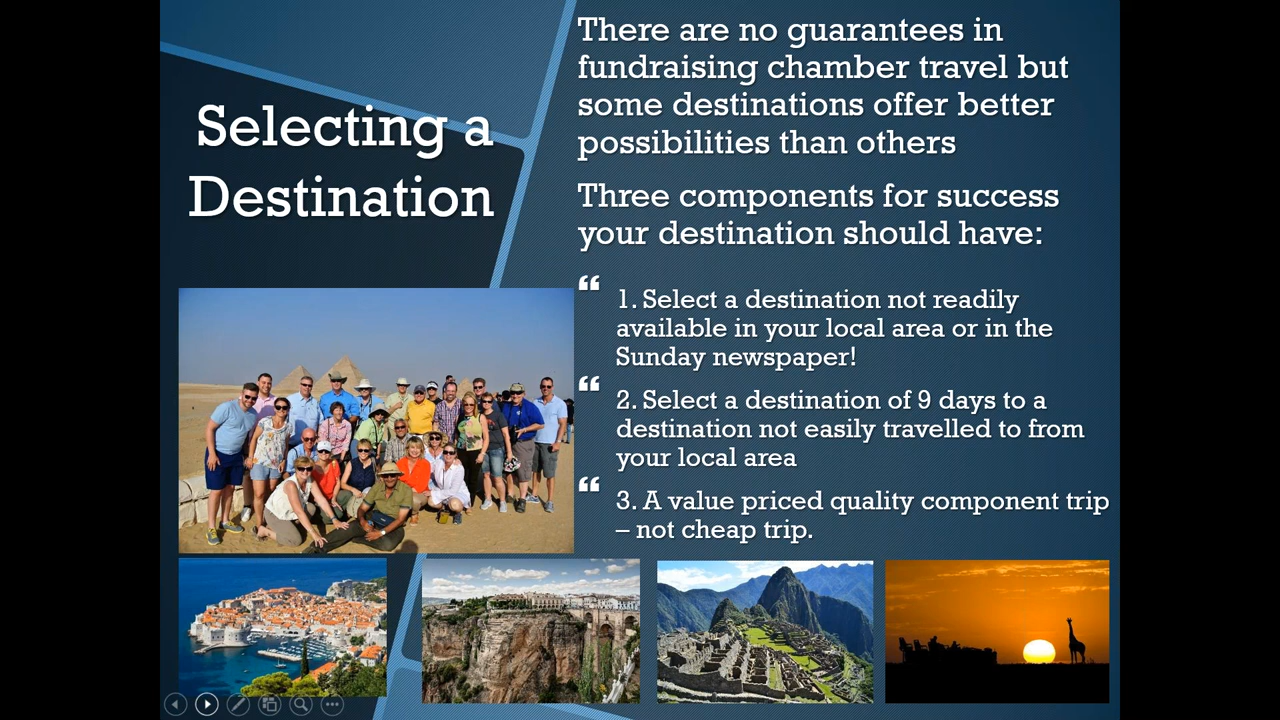 Selecting a
Destination
There are no guarantees in
fundraising chamber travel but
some destinations offer better
possibilities than others
Three components for success
your destination should have:
❝ 1. Select a destination not readily
available in your local area or in the
Sunday newspaper!
❝ 2. Select a destination of 9 days to a
destination not easily travelled to from
your local area
❝ 3. A value priced quality component trip
– not cheap trip.